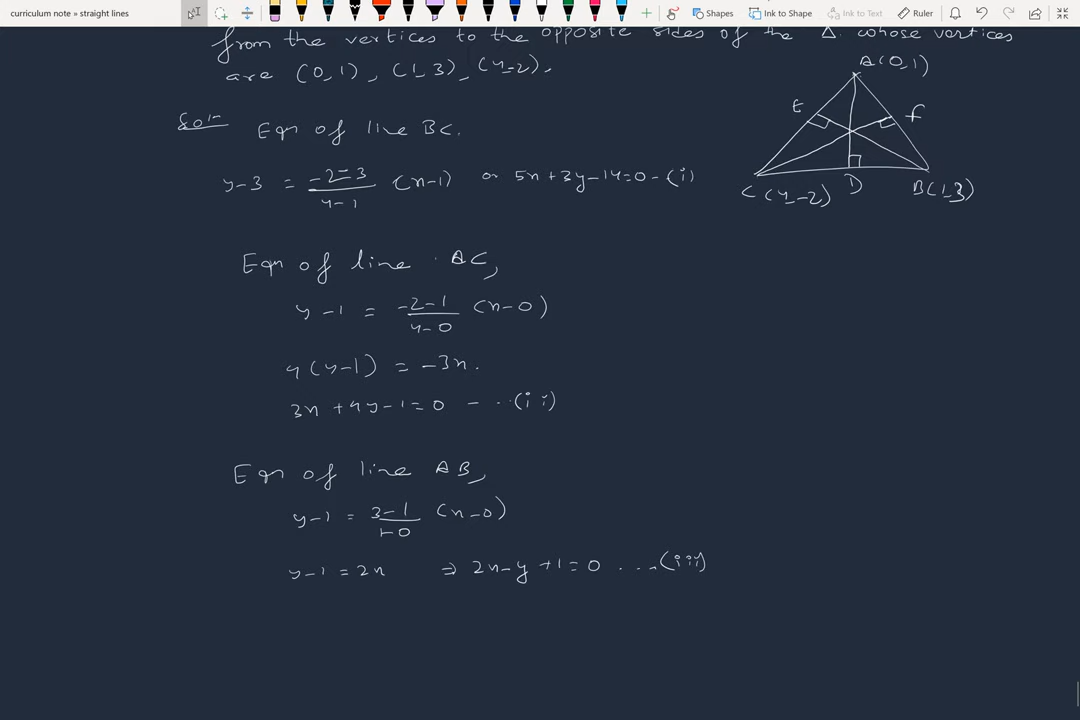 curriculum note » straight lines
Shapes
Ink to Shape
Ink to Text
Ruler
from the vertices to the opposite sides of the Δ. whose vertices
are (0,1), (1,3), (4,-2),
A(0,1)
E
F
C(4,-2)
D
B(1,3)
Sol:-
Eqn of line BC.
y-3 = \frac{-2-3}{4-1} (x-1) or 5x+3y-14=0 -(i)
Eqn of line AC,
y-1 = \frac{-2-1}{4-0} (x-0)
4(y-1) = -3x.
3x+4y-4=0 - ..(ii)
Eqn of line AB,
y-1 = \frac{3-1}{1-0} (x-0)
y-1 = 2x ⇒ 2x-y+1=0 ....(iii)